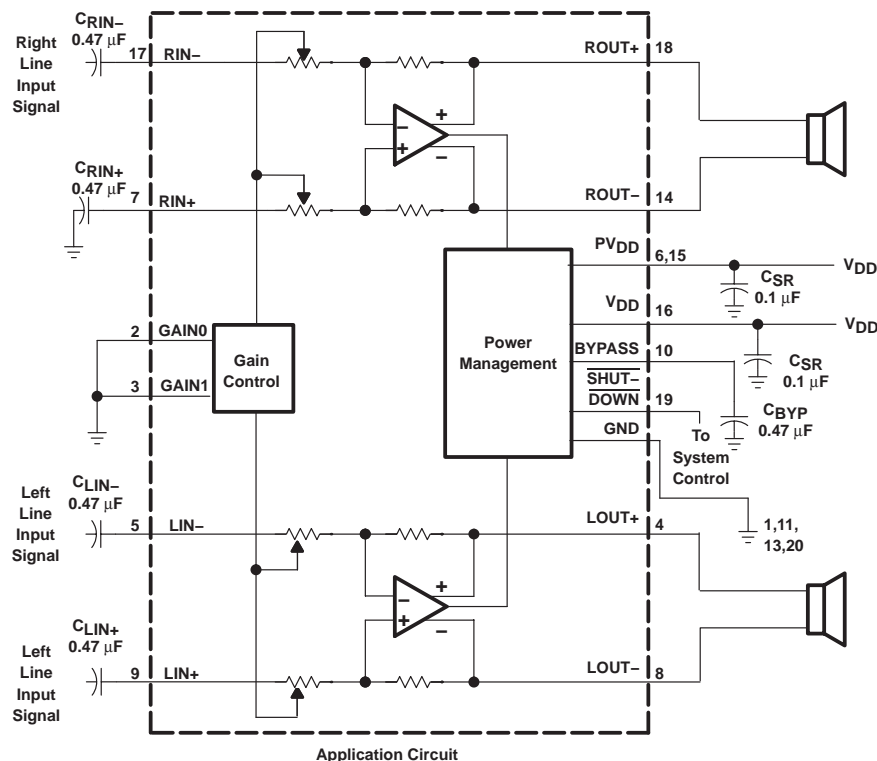 CRIN−
0.47 μF
Right
Line
Input
Signal
17
RIN−
ROUT+
18
CRIN+
0.47 μF
7
RIN+
ROUT−
14
PVDD
6,15
VDD
CSR
0.1 μF
VDD
16
VDD
CSR
0.1 μF
2
GAIN0
3
GAIN1
Gain
Control
Power
Management
BYPASS
10
CBYP
0.47 μF
SHUT−
DOWN
19
To
System
Control
GND
1,11,
13,20
CLIN−
0.47 μF
Left
Line
Input
Signal
5
LIN−
LOUT+
4
CLIN+
0.47 μF
Left
Line
Input
Signal
9
LIN+
LOUT−
8
Application Circuit